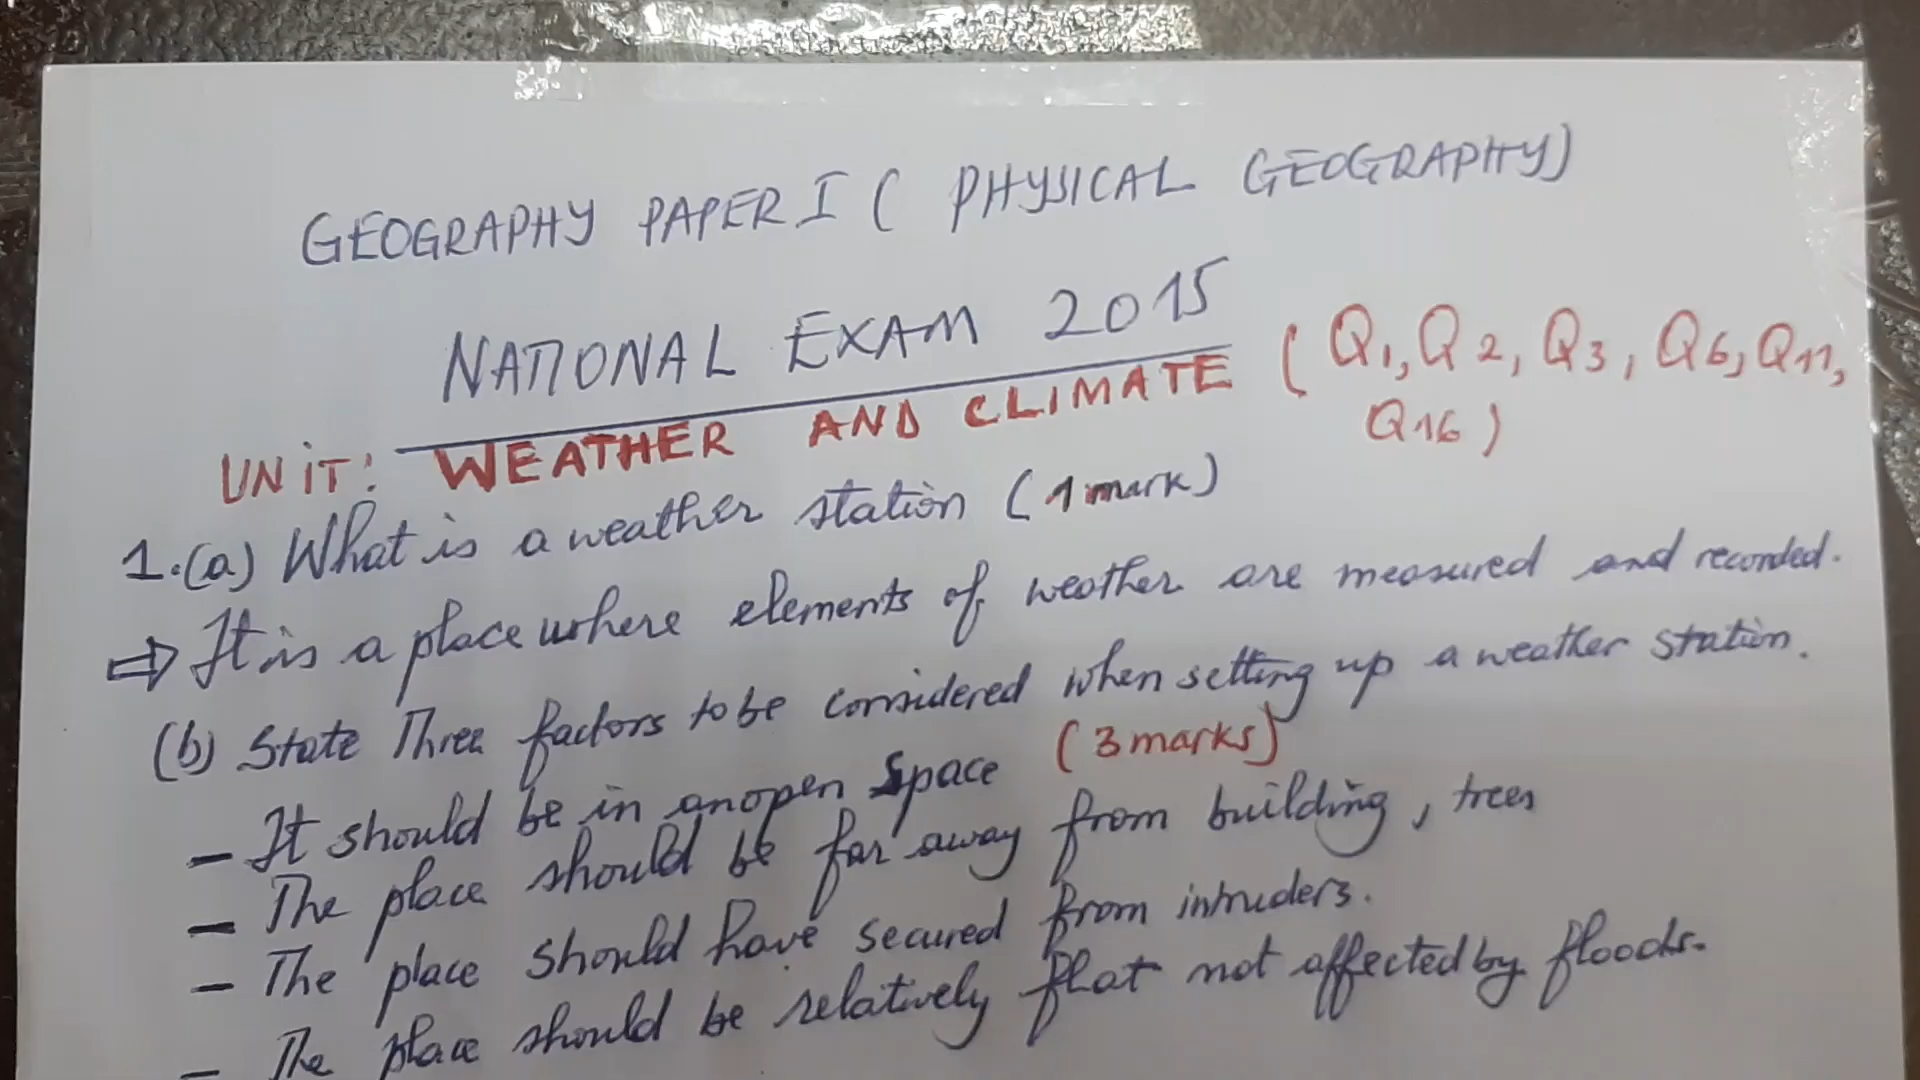 GEOGRAPHY PAPER I ( PHYSICAL GEOGRAPHY)
NATIONAL EXAM 2015
UNIT: WEATHER AND CLIMATE ( Q1, Q2, Q3, Q6, Q11,
Q16 )
1.(a) What is a weather station ( 1 mark )
⇒ It is a place where elements of weather are measured and recorded.
(b) State Three factors to be considered when setting up a weather station.
( 3 marks )
- It should be in an open space
- The place should be far away from building, trees
- The place should have secured from intruders.
- The place should be relatively flat not affected by floods.